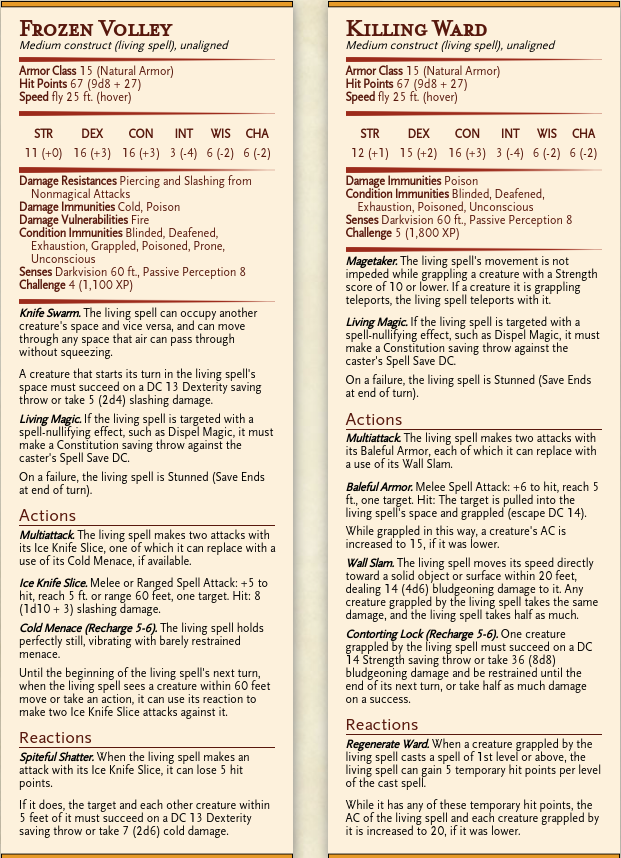 Frozen Volley
Medium construct (living spell), unaligned
Armor Class 15 (Natural Armor)
Hit Points 67 (9d8 + 27)
Speed fly 25 ft. (hover)
STR DEX CON INT WIS CHA
11 (+0) 16 (+3) 16 (+3) 3 (-4) 6 (-2) 6 (-2)
Damage Resistances Piercing and Slashing from
Nonmagical Attacks
Damage Immunities Cold, Poison
Damage Vulnerabilities Fire
Condition Immunities Blinded, Deafened,
Exhaustion, Grappled, Poisoned, Prone,
Unconscious
Senses Darkvision 60 ft., Passive Perception 8
Challenge 4 (1,100 XP)
Knife Swarm. The living spell can occupy another
creature's space and vice versa, and can move
through any space that air can pass through
without squeezing.
A creature that starts its turn in the living spell's
space must succeed on a DC 13 Dexterity saving
throw or take 5 (2d4) slashing damage.
Living Magic. If the living spell is targeted with a
spell-nullifying effect, such as Dispel Magic, it must
make a Constitution saving throw against the
caster's Spell Save DC.
On a failure, the living spell is Stunned (Save Ends
at end of turn).
Actions
Multiattack. The living spell makes two attacks with
its Ice Knife Slice, one of which it can replace with a
use of its Cold Menace, if available.
Ice Knife Slice. Melee or Ranged Spell Attack: +5 to
hit, reach 5 ft. or range 60 feet, one target. Hit: 8
(1d10 + 3) slashing damage.
Cold Menace (Recharge 5-6). The living spell holds
perfectly still, vibrating with barely restrained
menace.
Until the beginning of the living spell's next turn,
when the living spell sees a creature within 60 feet
move or take an action, it can use its reaction to
make two Ice Knife Slice attacks against it.
Reactions
Spiteful Shatter. When the living spell makes an
attack with its Ice Knife Slice, it can lose 5 hit
points.
If it does, the target and each other creature within
5 feet of it must succeed on a DC 13 Dexterity
saving throw or take 7 (2d6) cold damage.
Killing Ward
Medium construct (living spell), unaligned
Armor Class 15 (Natural Armor)
Hit Points 67 (9d8 + 27)
Speed fly 25 ft. (hover)
STR DEX CON INT WIS CHA
12 (+1) 15 (+2) 16 (+3) 3 (-4) 6 (-2) 6 (-2)
Damage Immunities Poison
Condition Immunities Blinded, Deafened,
Exhaustion, Poisoned, Unconscious
Senses Darkvision 60 ft., Passive Perception 8
Challenge 5 (1,800 XP)
Magetaker. The living spell's movement is not
impeded while grappling a creature with a Strength
score of 10 or lower. If a creature it is grappling
teleports, the living spell teleports with it.
Living Magic. If the living spell is targeted with a
spell-nullifying effect, such as Dispel Magic, it must
make a Constitution saving throw against the
caster's Spell Save DC.
On a failure, the living spell is Stunned (Save Ends
at end of turn).
Actions
Multiattack. The living spell makes two attacks with
its Baleful Armor, each of which it can replace with
a use of its Wall Slam.
Baleful Armor. Melee Spell Attack: +6 to hit, reach 5
ft., one target. Hit: The target is pulled into the
living spell's space and grappled (escape DC 14).
While grappled in this way, a creature's AC is
increased to 15, if it was lower.
Wall Slam. The living spell moves its speed directly
toward a solid object or surface within 20 feet,
dealing 14 (4d6) bludgeoning damage to it. Any
creature grappled by the living spell takes the same
damage, and the living spell takes half as much.
Contorting Lock (Recharge 5-6). One creature
grappled by the living spell must succeed on a DC
14 Strength saving throw or take 36 (8d8)
bludgeoning damage and be restrained until the
end of its next turn, or take half as much damage
on a success.
Reactions
Regenerate Ward. When a creature grappled by the
living spell casts a spell of 1st level or above, the
living spell can gain 5 temporary hit points per level
of the cast spell.
While it has any of these temporary hit points, the
AC of the living spell and each creature grappled by
it is increased to 20, if it was lower.